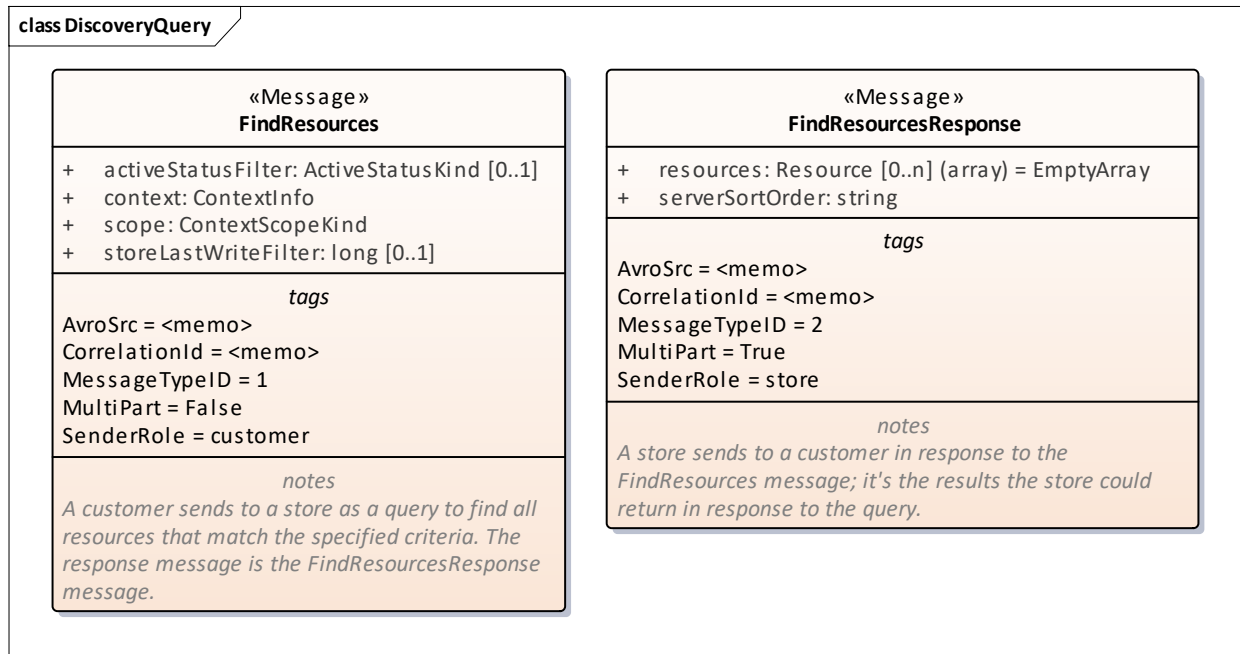 class DiscoveryQuery
«Message»
FindResources
+ activeStatusFilter: ActiveStatusKind [0..1]
+ context: ContextInfo
+ scope: ContextScopeKind
+ storeLastWriteFilter: long [0..1]
tags
AvroSrc = <memo>
CorrelationId = <memo>
MessageTypeID = 1
MultiPart = False
SenderRole = customer
notes
A customer sends to a store as a query to find all
resources that match the specified criteria. The
response message is the FindResourcesResponse
message.
«Message»
FindResourcesResponse
+ resources: Resource [0..n] (array) = EmptyArray
+ serverSortOrder: string
tags
AvroSrc = <memo>
CorrelationId = <memo>
MessageTypeID = 2
MultiPart = True
SenderRole = store
notes
A store sends to a customer in response to the
FindResources message; it's the results the store could
return in response to the query.